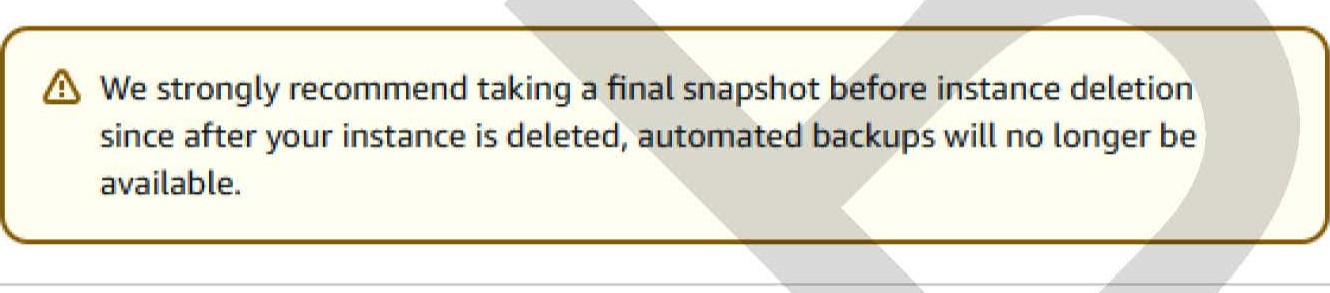 We strongly recommend taking a final snapshot before instance deletion
since after your instance is deleted, automated backups will no longer be
available.